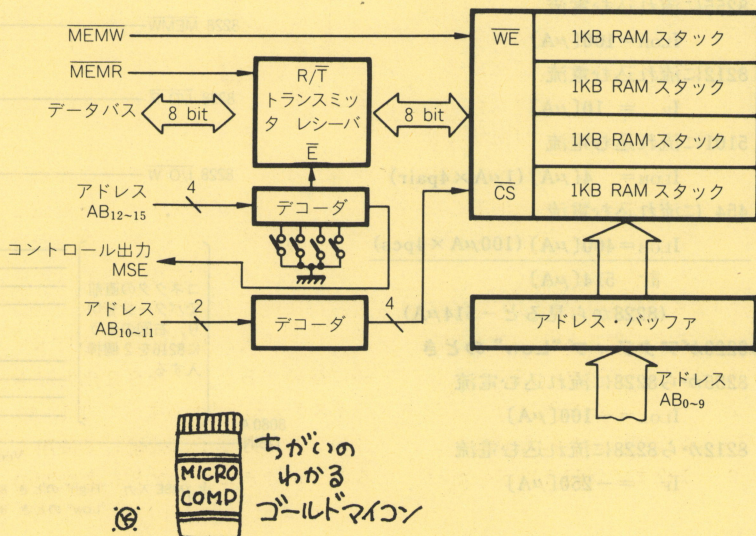 MEMW
MEMR
データバス
8 bit
R/T
トランスミッ
タ レシーバ
E
8 bit
WE
1KB RAM スタック
1KB RAM スタック
1KB RAM スタック
CS
1KB RAM スタック
アドレス
AB12~15
4
デコーダ
コントロール出力
MSE
アドレス
AB10~11
2
デコーダ
4
アドレス・バッファ
アドレス
AB0~9
MICRO
COMP
ちがいの
わかる
ゴールドマイコン